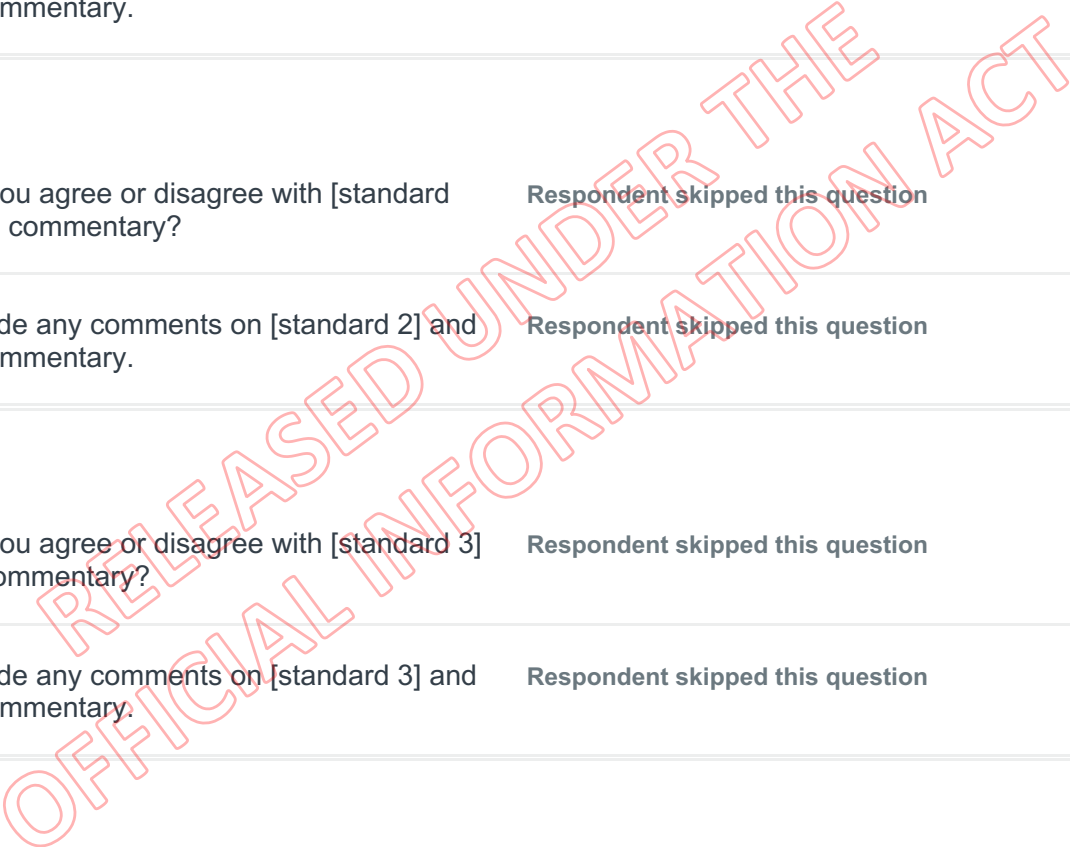 mmentary.
ou agree or disagree with [standard
commentary?
Respondent skipped this question
de any comments on [standard 2] and
mmentary.
Respondent skipped this question
ou agree or disagree with [standard 3]
ommentary?
Respondent skipped this question
de any comments on [standard 3] and
mmentary.
Respondent skipped this question
RELEASED UNDER THE
OFFICIAL INFORMATION ACT